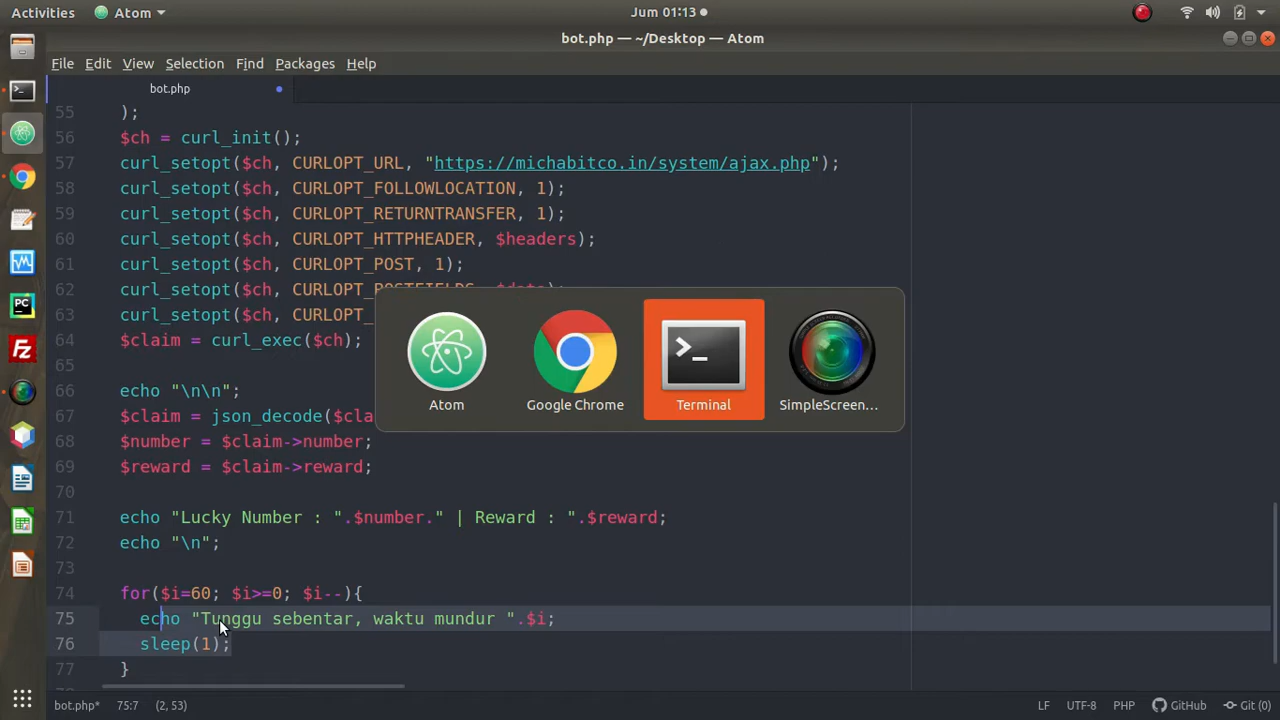 Activities
Atom
Jum 01:13
bot.php — ~/Desktop — Atom
File Edit View Selection Find Packages Help
bot.php
55 );
56 $ch = curl_init();
57 curl_setopt($ch, CURLOPT_URL, "https://michabitco.in/system/ajax.php");
58 curl_setopt($ch, CURLOPT_FOLLOWLOCATION, 1);
59 curl_setopt($ch, CURLOPT_RETURNTRANSFER, 1);
60 curl_setopt($ch, CURLOPT_HTTPHEADER, $headers);
61 curl_setopt($ch, CURLOPT_POST, 1);
62 curl_setopt($ch, CURLOPT_POSTFIELDS, $data);
63 curl_setopt($ch, CURLOPT_
64 $claim = curl_exec($ch);
65
66 echo "\n\n";
67 $claim = json_decode($cla
68 $number = $claim->number;
69 $reward = $claim->reward;
70
71 echo "Lucky Number : ".$number." | Reward : ".$reward;
72 echo "\n";
73
74 for($i=60; $i>=0; $i--){
75 echo "Tunggu sebentar, waktu mundur ".$i;
76 sleep(1);
77 }
Atom
Google Chrome
Terminal
SimpleScreen...
PC
FZ
bot.php* 75:7 (2, 53)
LF UTF-8 PHP GitHub Git (0)